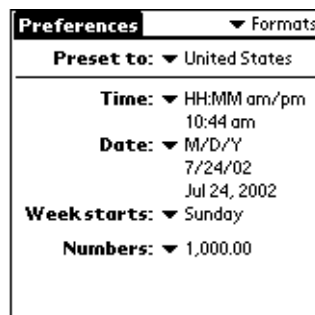 Preferences ▼ Formats
Preset to: ▼ United States
Time: ▼ HH:MM am/pm
10:44 am
Date: ▼ M/D/Y
7/24/02
Jul 24, 2002
Week starts: ▼ Sunday
Numbers: ▼ 1,000.00